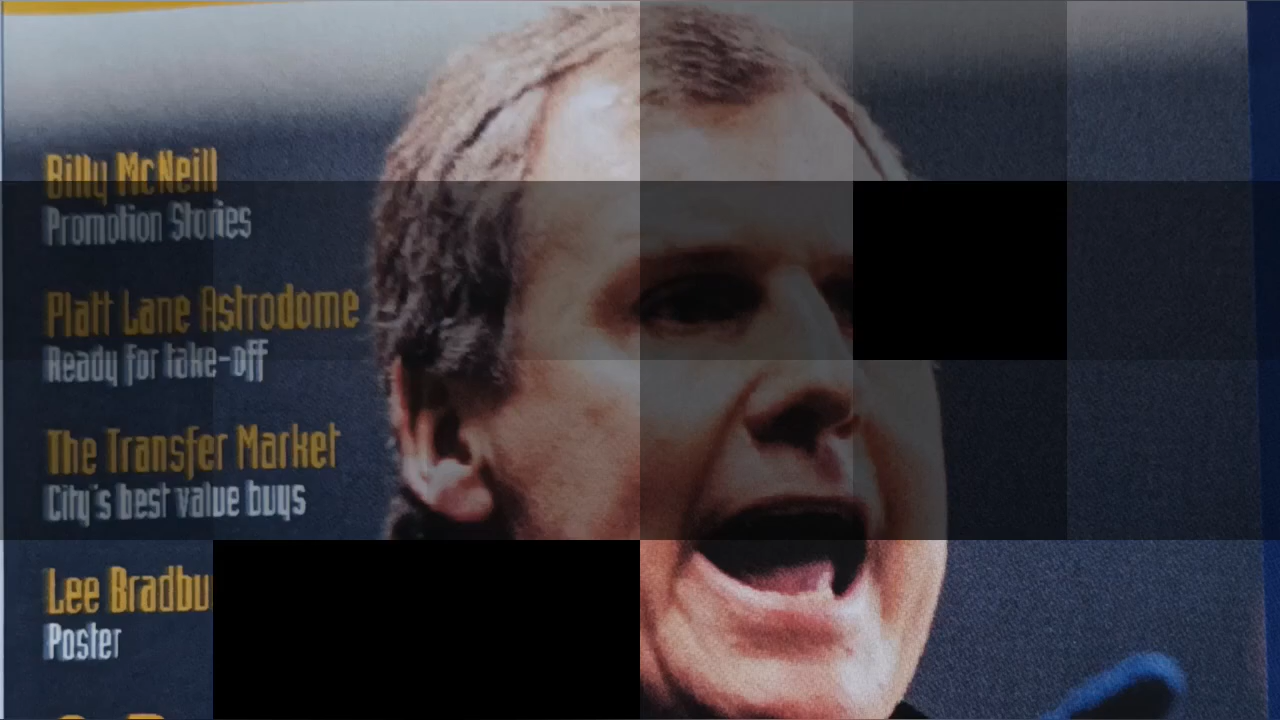 Billy McNeill
Promotion Stories
Platt Lane Astrodome
Ready for take-off
The Transfer Market
City's best value buys
Lee
Poster